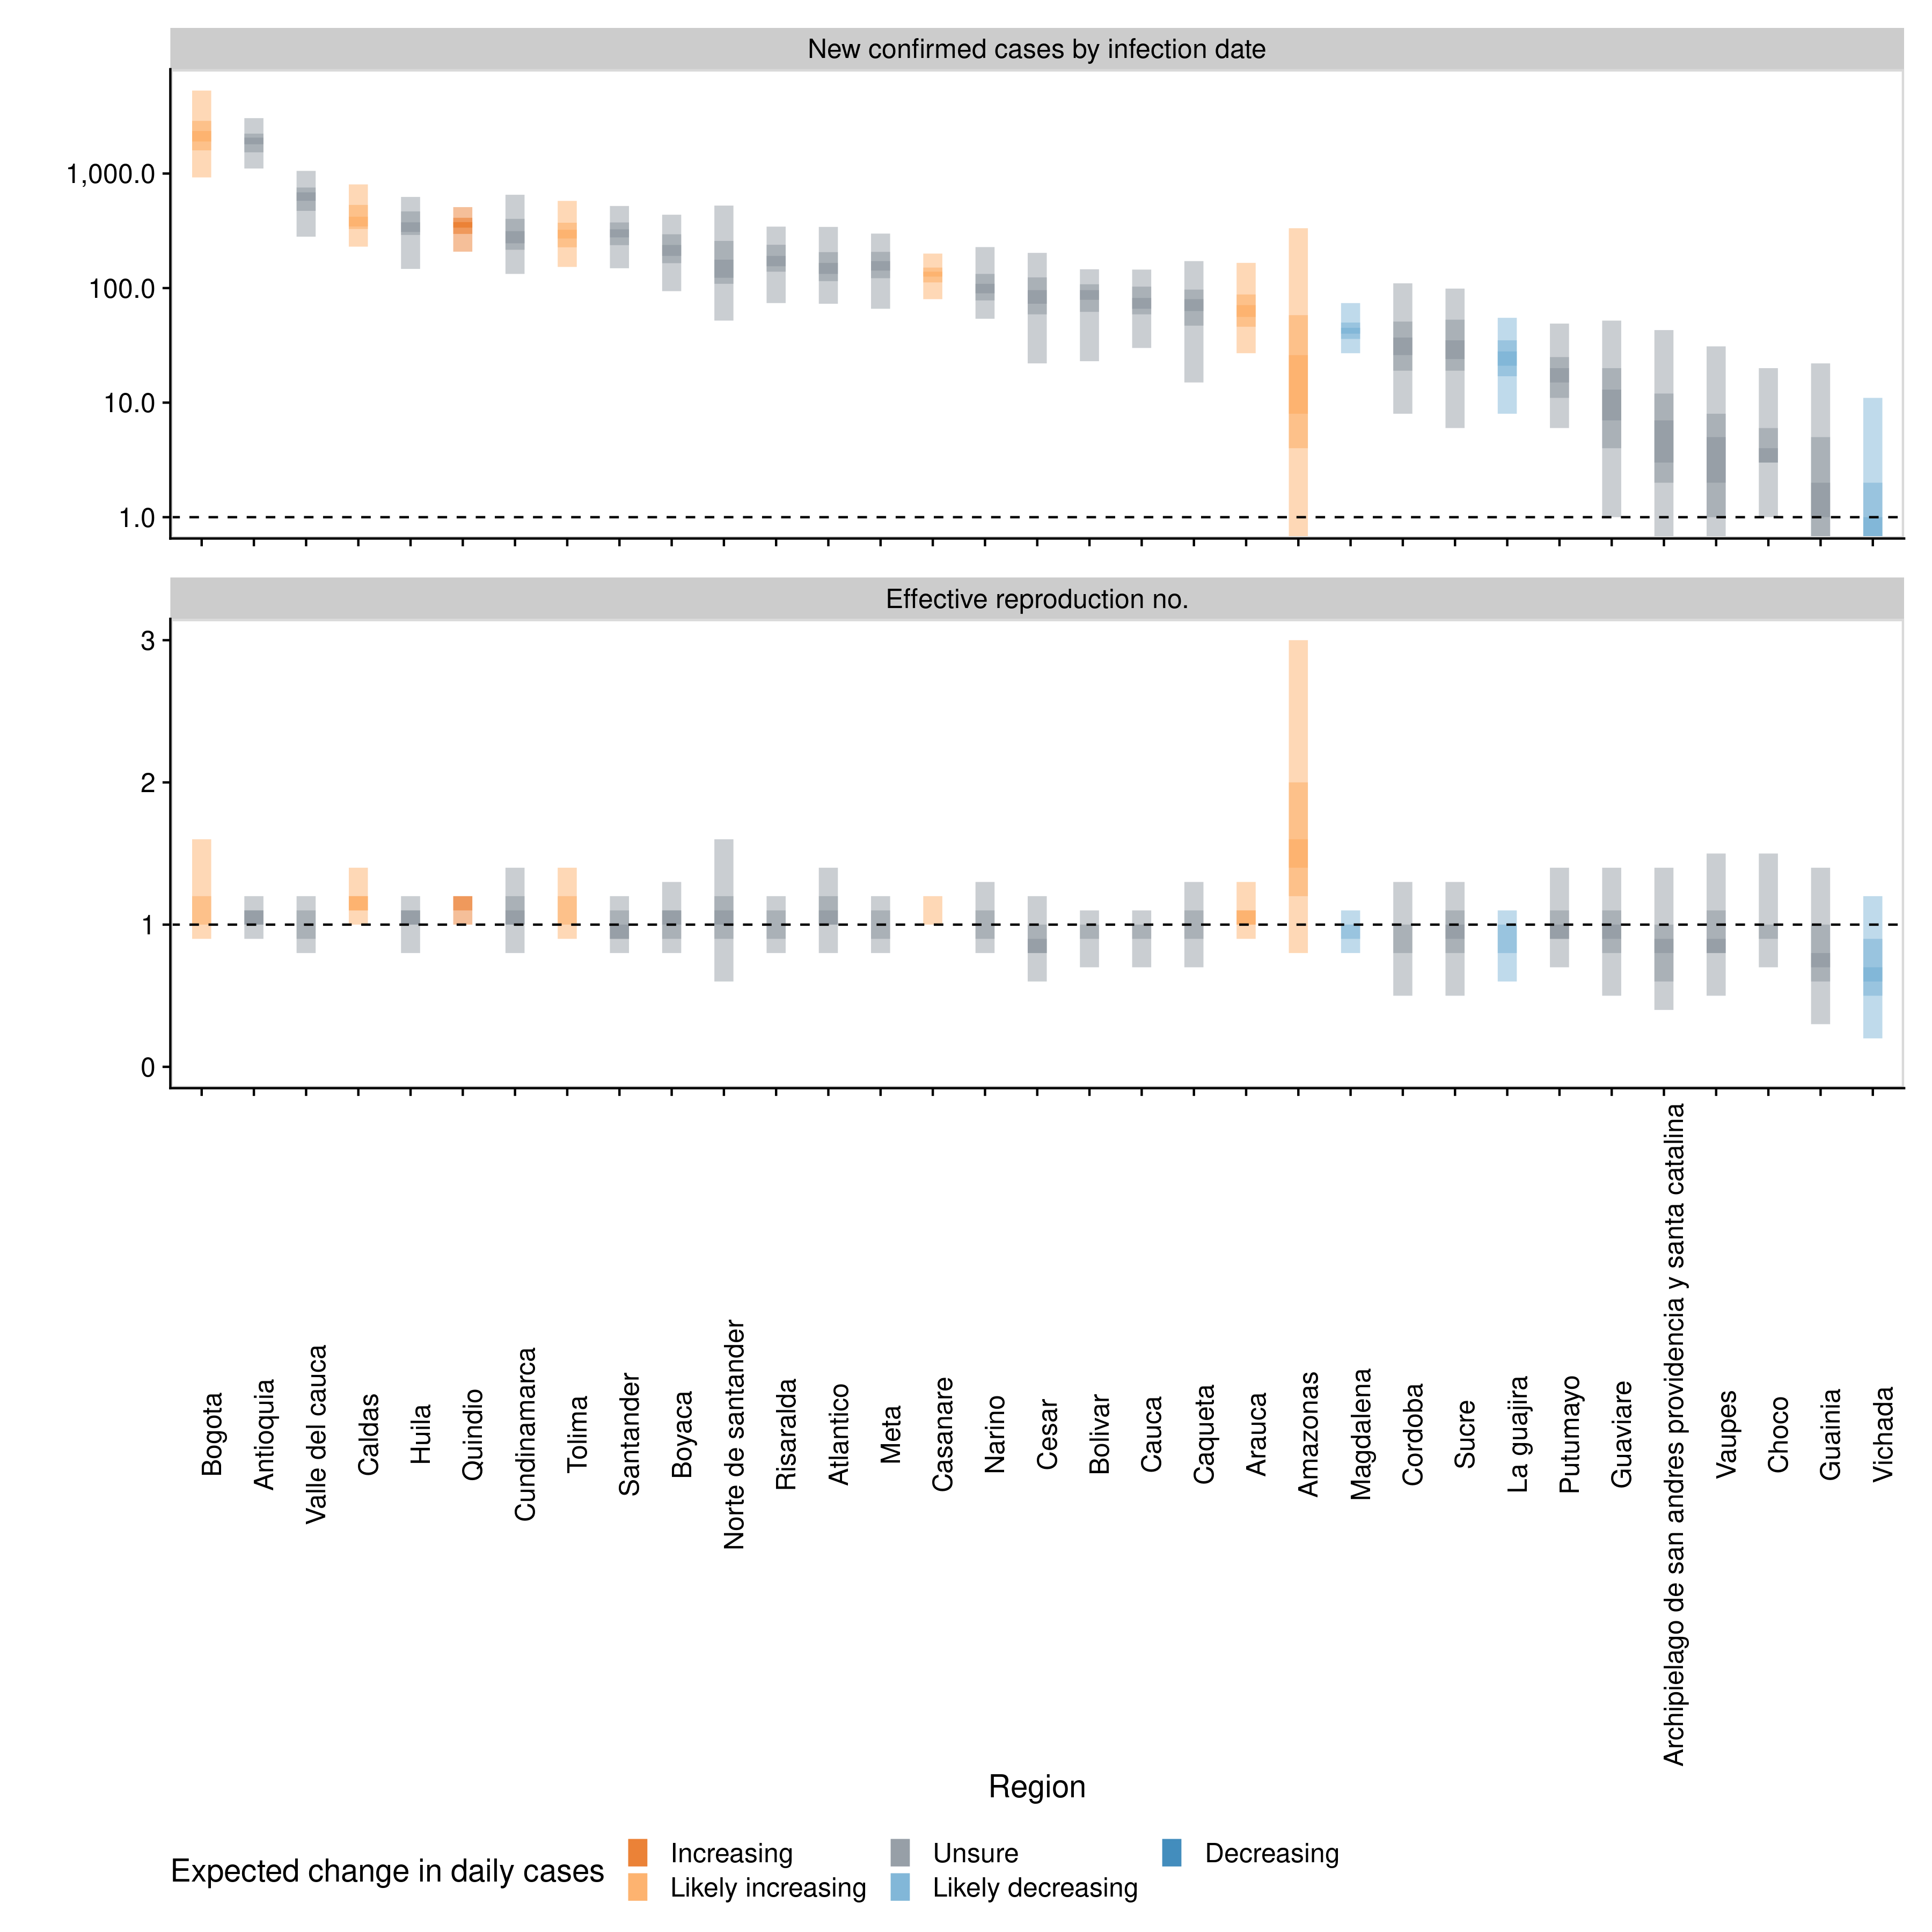 New confirmed cases by infection date
1,000.0
100.0
10.0
1.0
Effective reproduction no.
3
2
1
0
Bogota
Antioquia
Valle del cauca
Caldas
Huila
Quindio
Cundinamarca
Tolima
Santander
Boyaca
Norte de santander
Risaralda
Atlantico
Meta
Casanare
Narino
Cesar
Bolivar
Cauca
Caqueta
Arauca
Amazonas
Magdalena
Cordoba
Sucre
La guajira
Putumayo
Guaviare
Archipielago de san andres providencia y santa catalina
Vaupes
Choco
Guainia
Vichada
Region
Expected change in daily cases
Increasing
Likely increasing
Unsure
Likely decreasing
Decreasing